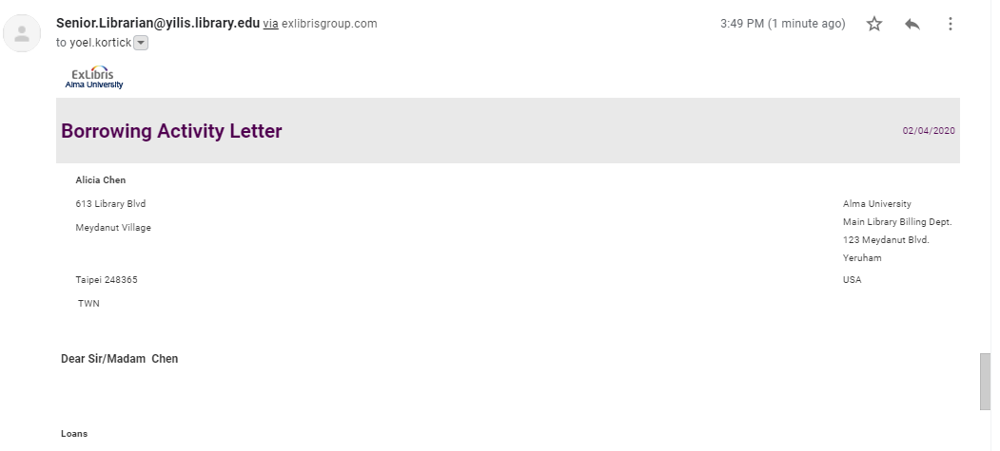 Senior.Librarian@yilis.library.edu via exlibrisgroup.com
3:49 PM (1 minute ago)
to yoel.kortick
ExLibris
Alma University
Borrowing Activity Letter
02/04/2020
Alicia Chen
613 Library Blvd
Meydanut Village
Taipei 248365
TWN
Alma University
Main Library Billing Dept.
123 Meydanut Blvd.
Yeruham
USA
Dear Sir/Madam  Chen
Loans